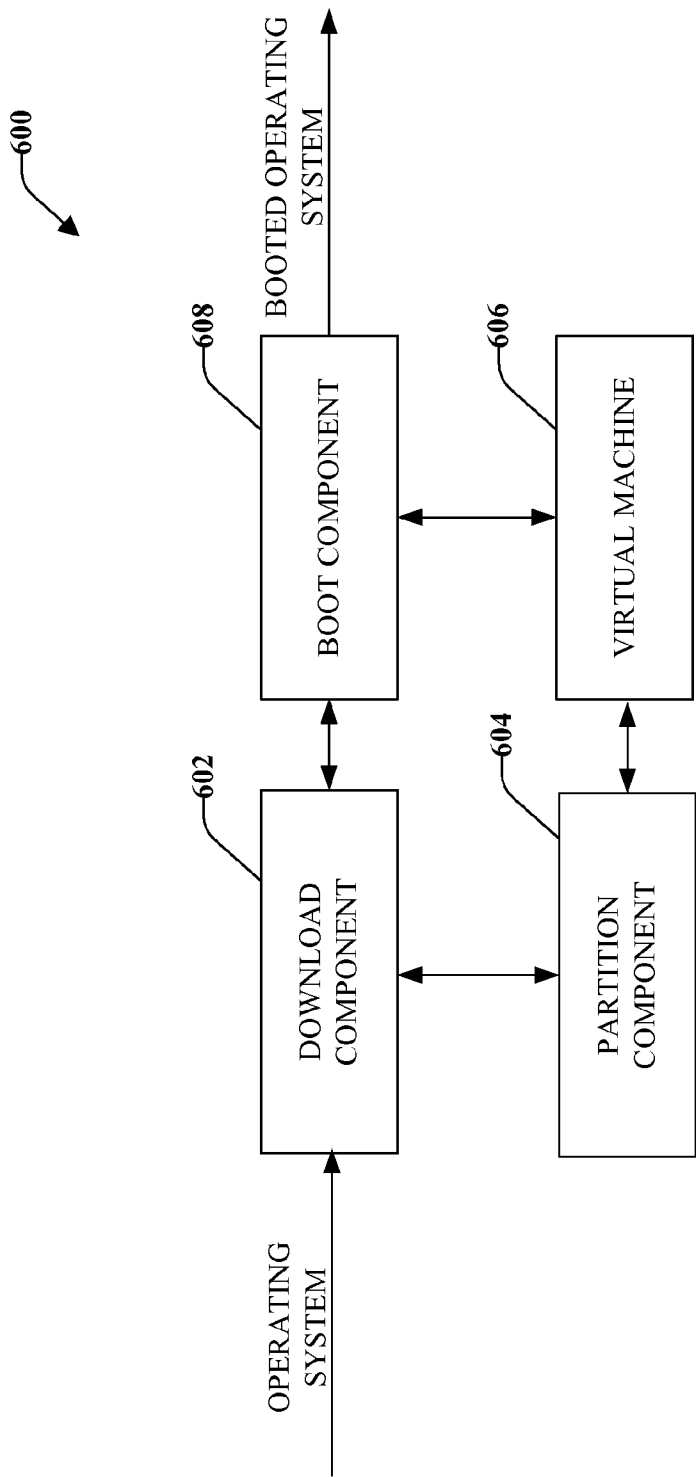 600
OPERATING
SYSTEM
602
DOWNLOAD
COMPONENT
608
BOOT COMPONENT
BOOTED OPERATING
SYSTEM
604
PARTITION
COMPONENT
606
VIRTUAL MACHINE